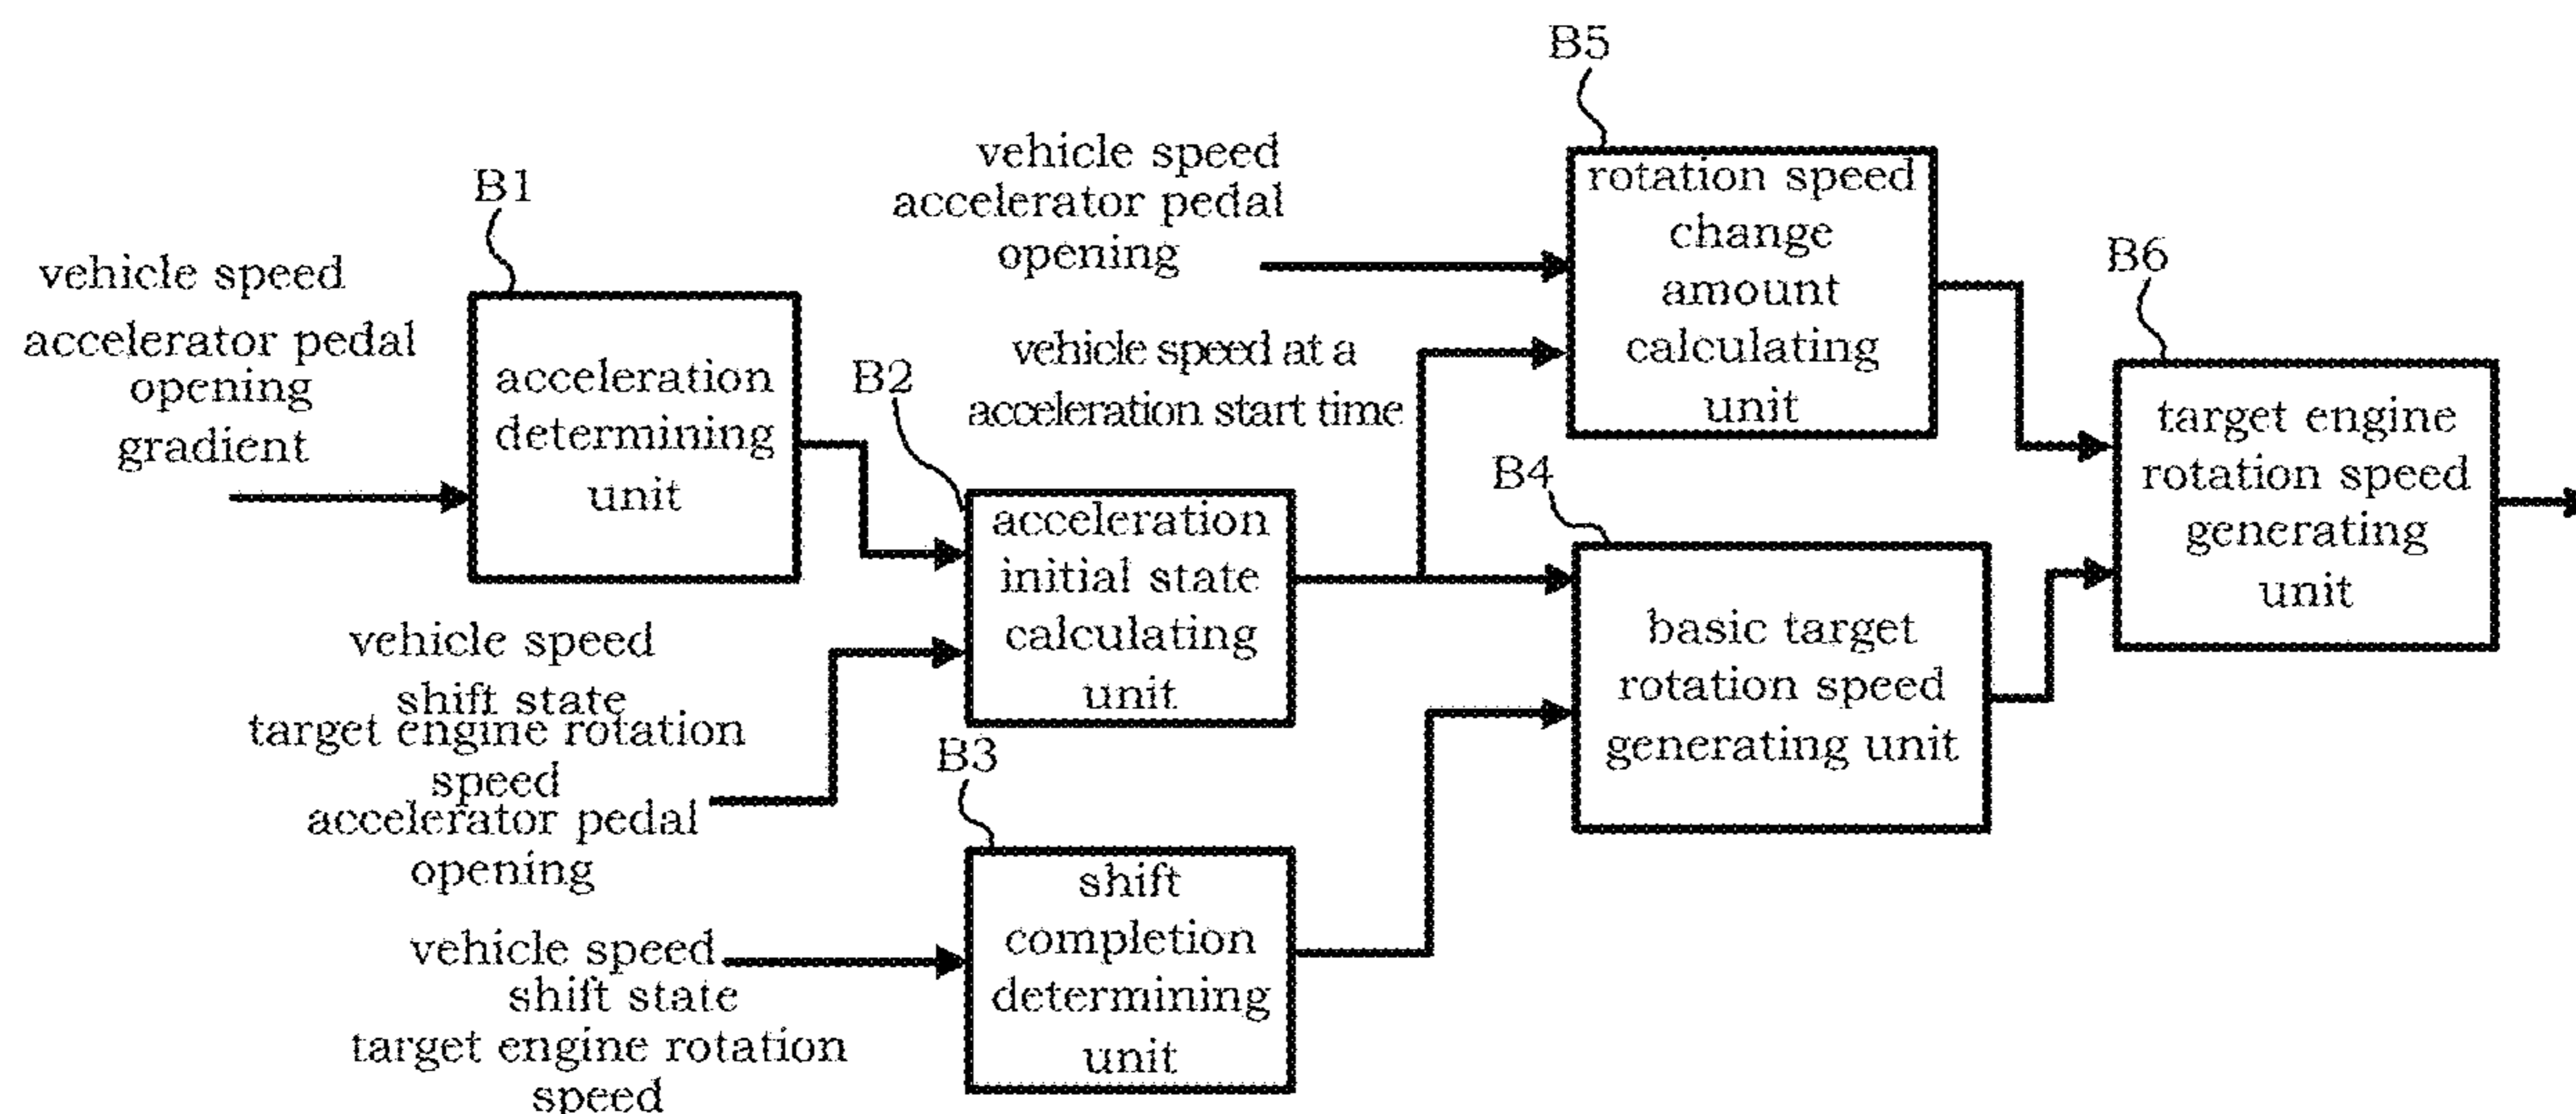 B1
vehicle speed
accelerator pedal
opening
gradient
acceleration
determining
unit
B2
vehicle speed
shift state
target engine rotation
speed
accelerator pedal
opening
acceleration
initial state
calculating
unit
B3
vehicle speed
shift state
target engine rotation
speed
shift
completion
determining
unit
B5
vehicle speed
accelerator pedal
opening
vehicle speed at a
acceleration start time
rotation speed
change
amount
calculating
unit
B4
basic target
rotation speed
generating unit
B6
target engine
rotation speed
generating
unit